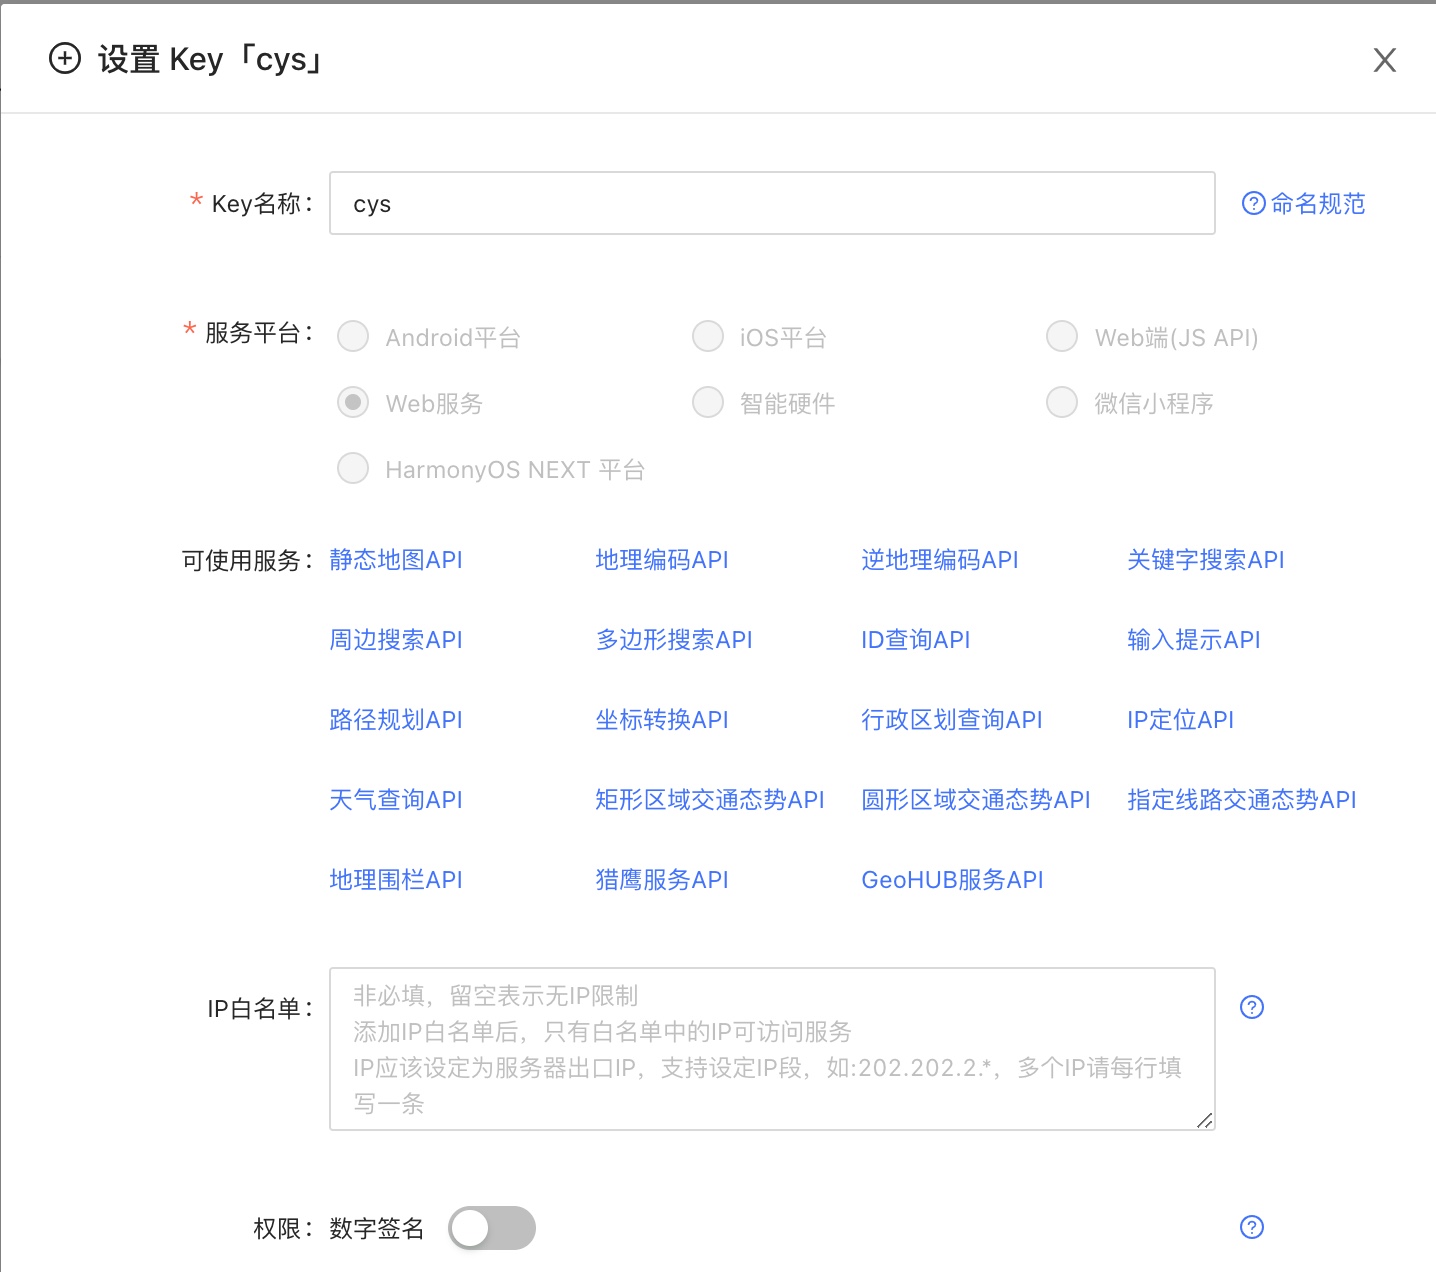 设置 Key「cys」
* Key名称： cys 命名规范
* 服务平台： Android平台 iOS平台 Web端(JS API)
Web服务 智能硬件 微信小程序
HarmonyOS NEXT 平台
可使用服务： 静态地图API 地理编码API 逆地理编码API 关键字搜索API
周边搜索API 多边形搜索API ID查询API 输入提示API
路径规划API 坐标转换API 行政区划查询API IP定位API
天气查询API 矩形区域交通态势API 圆形区域交通态势API 指定线路交通态势API
地理围栏API 猎鹰服务API GeoHUB服务API
IP白名单： 非必填，留空表示无IP限制
添加IP白名单后，只有白名单中的IP可访问服务
IP应该设定为服务器出口IP，支持设定IP段，如:202.202.2.*，多个IP请每行填
写一条
权限： 数字签名